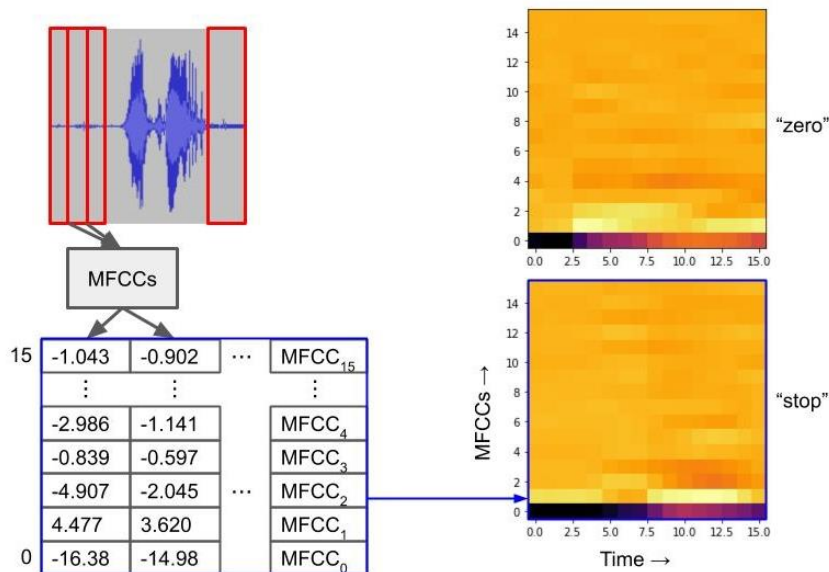 MFCCs
15 -1.043 -0.902 ... MFCC15
⋮ ⋮ ⋮
-2.986 -1.141 MFCC4
-0.839 -0.597 MFCC3
-4.907 -2.045 ... MFCC2
4.477 3.620 MFCC1
0 -16.38 -14.98 MFCC0
14
12
10
8
6
4
2
0
0.0 2.5 5.0 7.5 10.0 12.5 15.0
“zero”
MFCCs →
14
12
10
8
6
4
2
0
0.0 2.5 5.0 7.5 10.0 12.5 15.0
Time →
“stop”